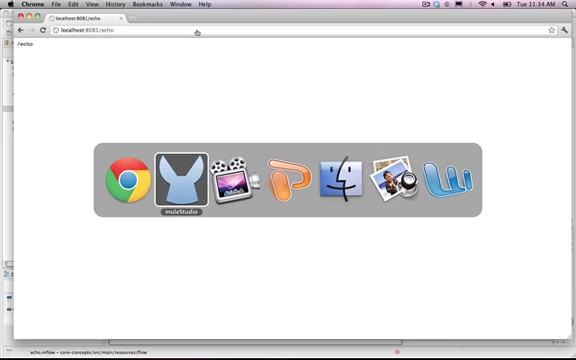 Chrome File Edit View History Bookmarks Window Help
Tue 11:14 AM
localhost:8081/echo
localhost:8081/echo
/echo
muleStudio
echo.mflow - core-concepts/src/main/resources/flow